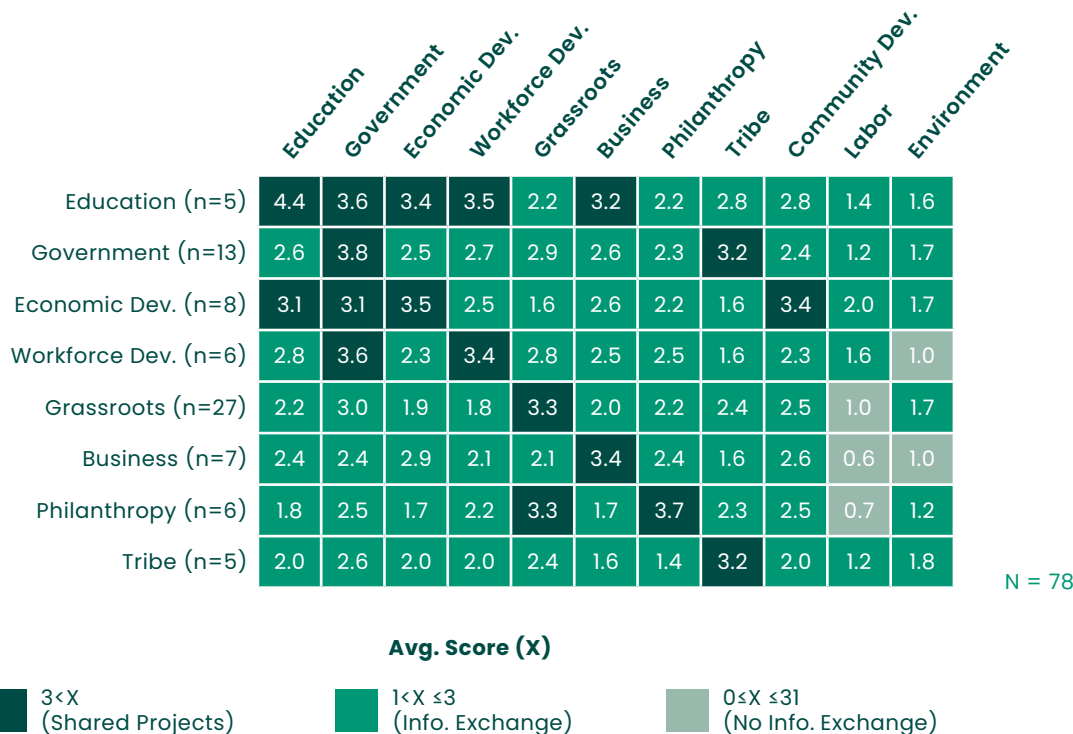 Education Government Economic Dev. Workforce Dev. Grassroots Business Philanthropy Tribe Community Dev. Labor Environment
Education (n=5) 4.4 3.6 3.4 3.5 2.2 3.2 2.2 2.8 2.8 1.4 1.6
Government (n=13) 2.6 3.8 2.5 2.7 2.9 2.6 2.3 3.2 2.4 1.2 1.7
Economic Dev. (n=8) 3.1 3.1 3.5 2.5 1.6 2.6 2.2 1.6 3.4 2.0 1.7
Workforce Dev. (n=6) 2.8 3.6 2.3 3.4 2.8 2.5 2.5 1.6 2.3 1.6 1.0
Grassroots (n=27) 2.2 3.0 1.9 1.8 3.3 2.0 2.2 2.4 2.5 1.0 1.7
Business (n=7) 2.4 2.4 2.9 2.1 2.1 3.4 2.4 1.6 2.6 0.6 1.0
Philanthropy (n=6) 1.8 2.5 1.7 2.2 3.3 1.7 3.7 2.3 2.5 0.7 1.2
Tribe (n=5) 2.0 2.6 2.0 2.0 2.4 1.6 1.4 3.2 2.0 1.2 1.8
N = 78
Avg. Score (X)
3<X 1<X ≤3 0≤X ≤31
(Shared Projects) (Info. Exchange) (No Info. Exchange)